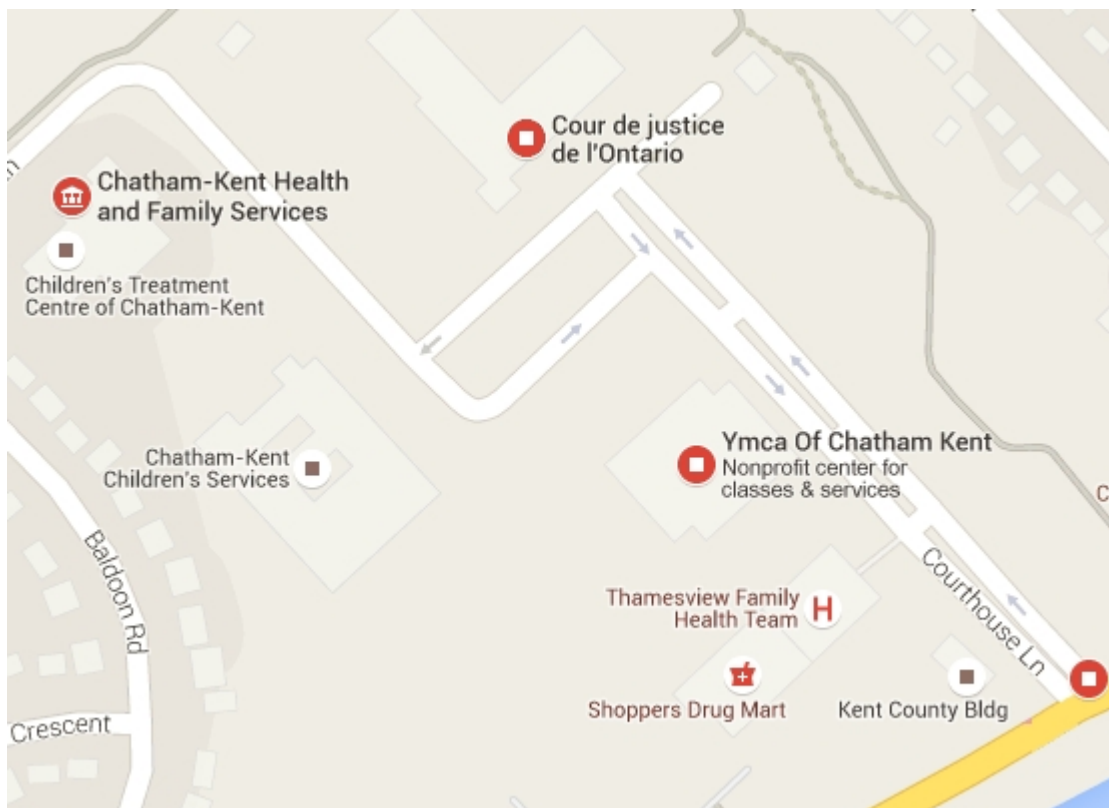 Cour de justice
de l'Ontario
Chatham-Kent Health
and Family Services
Children's Treatment
Centre of Chatham-Kent
Chatham-Kent
Children's Services
Ymca Of Chatham Kent
Nonprofit center for
classes & services
Baldoon Rd
Courthouse Ln
Thamesview Family
Health Team
H
Shoppers Drug Mart
Kent County Bldg
Crescent